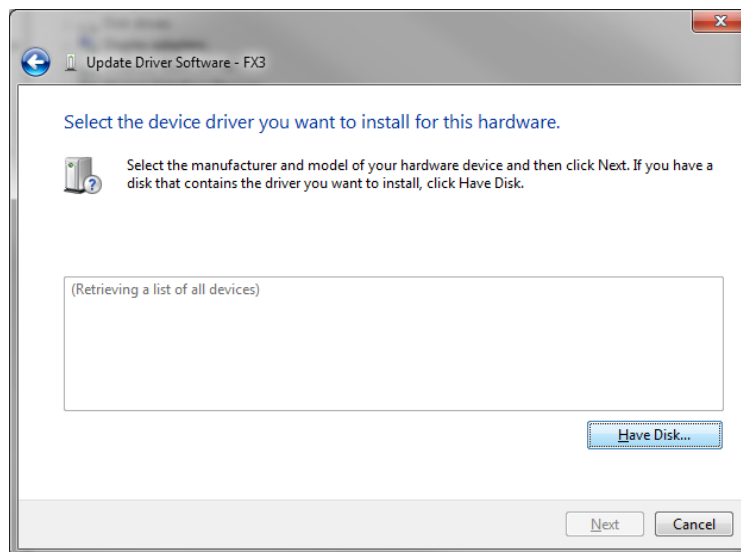 Update Driver Software - FX3
Select the device driver you want to install for this hardware.
Select the manufacturer and model of your hardware device and then click Next. If you have a
disk that contains the driver you want to install, click Have Disk.
(Retrieving a list of all devices)
Have Disk...
Next
Cancel